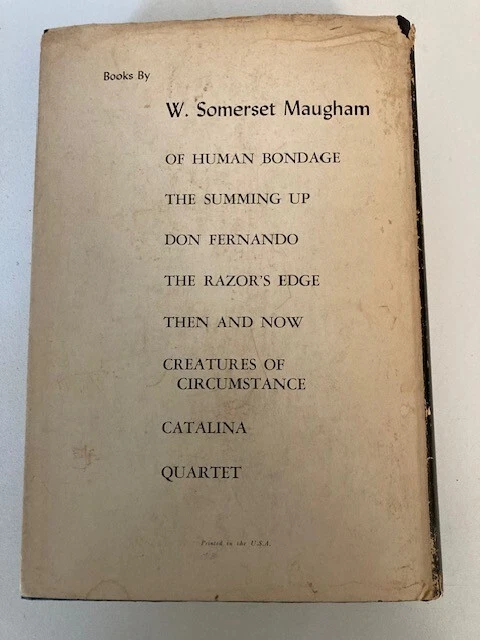 Books By
W. Somerset Maugham
OF HUMAN BONDAGE
THE SUMMING UP
DON FERNANDO
THE RAZOR'S EDGE
THEN AND NOW
CREATURES OF
CIRCUMSTANCE
CATALINA
QUARTET
Printed in the U.S.A.